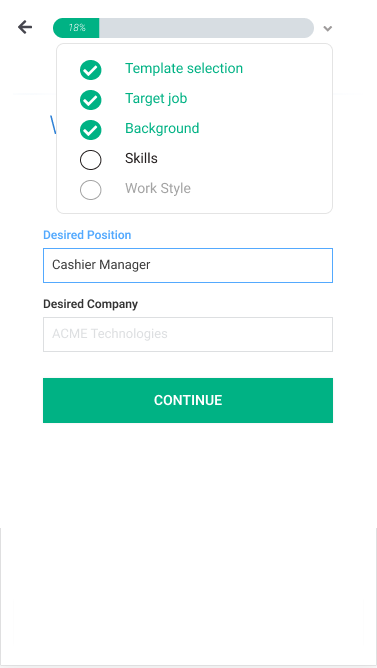 18%
Template selection
Target job
Background
Skills
Work Style
Desired Position
Cashier Manager
Desired Company
ACME Technologies
CONTINUE